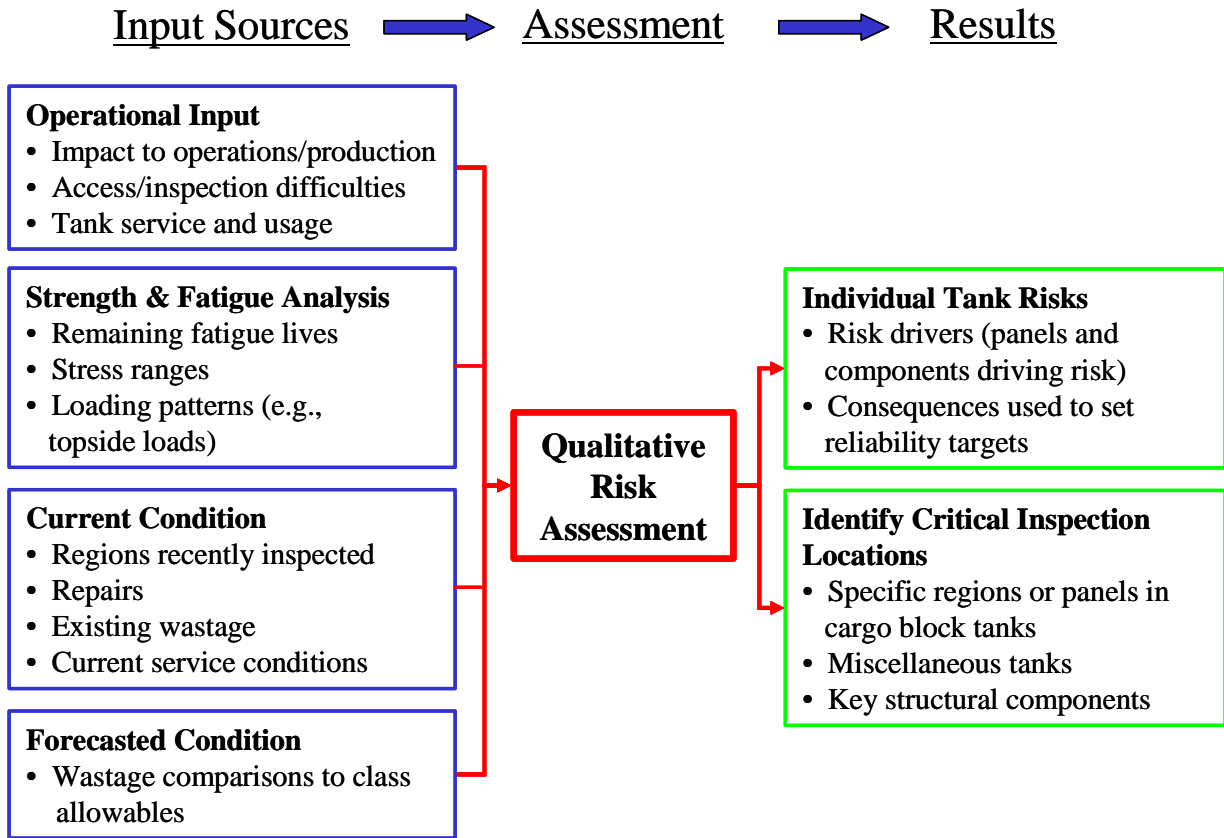 Input Sources
Assessment
Results
Operational Input
• Impact to operations/production
• Access/inspection difficulties
• Tank service and usage
Strength & Fatigue Analysis
• Remaining fatigue lives
• Stress ranges
• Loading patterns (e.g.,
topside loads)
Current Condition
• Regions recently inspected
• Repairs
• Existing wastage
• Current service conditions
Forecasted Condition
• Wastage comparisons to class
allowables
Qualitative
Risk
Assessment
Individual Tank Risks
• Risk drivers (panels and
components driving risk)
• Consequences used to set
reliability targets
Identify Critical Inspection
Locations
• Specific regions or panels in
cargo block tanks
• Miscellaneous tanks
• Key structural components